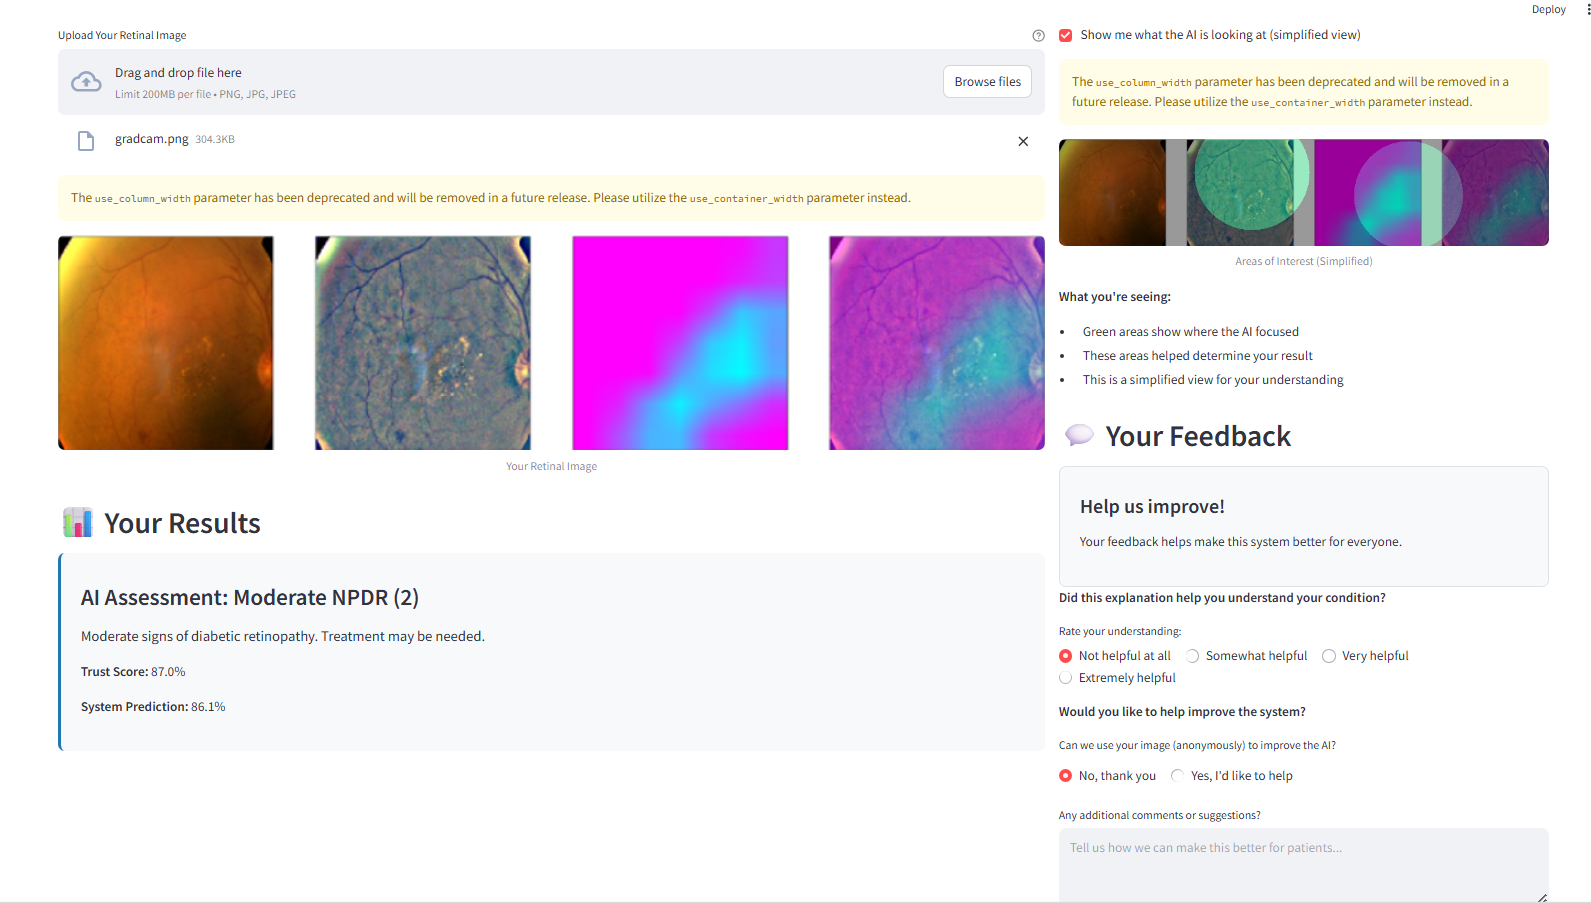 Deploy
Upload Your Retinal Image
Drag and drop file here
Limit 200MB per file • PNG, JPG, JPEG
Browse files
gradcam.png 304.3KB
The use_column_width parameter has been deprecated and will be removed in a future release. Please utilize the use_container_width parameter instead.
Your Retinal Image
Your Results
AI Assessment: Moderate NPDR (2)
Moderate signs of diabetic retinopathy. Treatment may be needed.
Trust Score: 87.0%
System Prediction: 86.1%
Show me what the AI is looking at (simplified view)
The use_column_width parameter has been deprecated and will be removed in a
future release. Please utilize the use_container_width parameter instead.
Areas of Interest (Simplified)
What you're seeing:
• Green areas show where the AI focused
• These areas helped determine your result
• This is a simplified view for your understanding
Your Feedback
Help us improve!
Your feedback helps make this system better for everyone.
Did this explanation help you understand your condition?
Rate your understanding:
Not helpful at all Somewhat helpful Very helpful
Extremely helpful
Would you like to help improve the system?
Can we use your image (anonymously) to improve the AI?
No, thank you Yes, I'd like to help
Any additional comments or suggestions?
Tell us how we can make this better for patients...